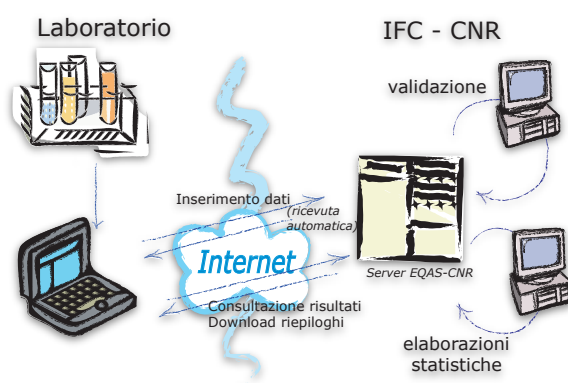 Laboratorio
IFC - CNR
validazione
Inserimento dati
(ricevuta
automatica)
Internet
Server EQAS-CNR
Consultazione risultati
Download riepiloghi
elaborazioni
statistiche